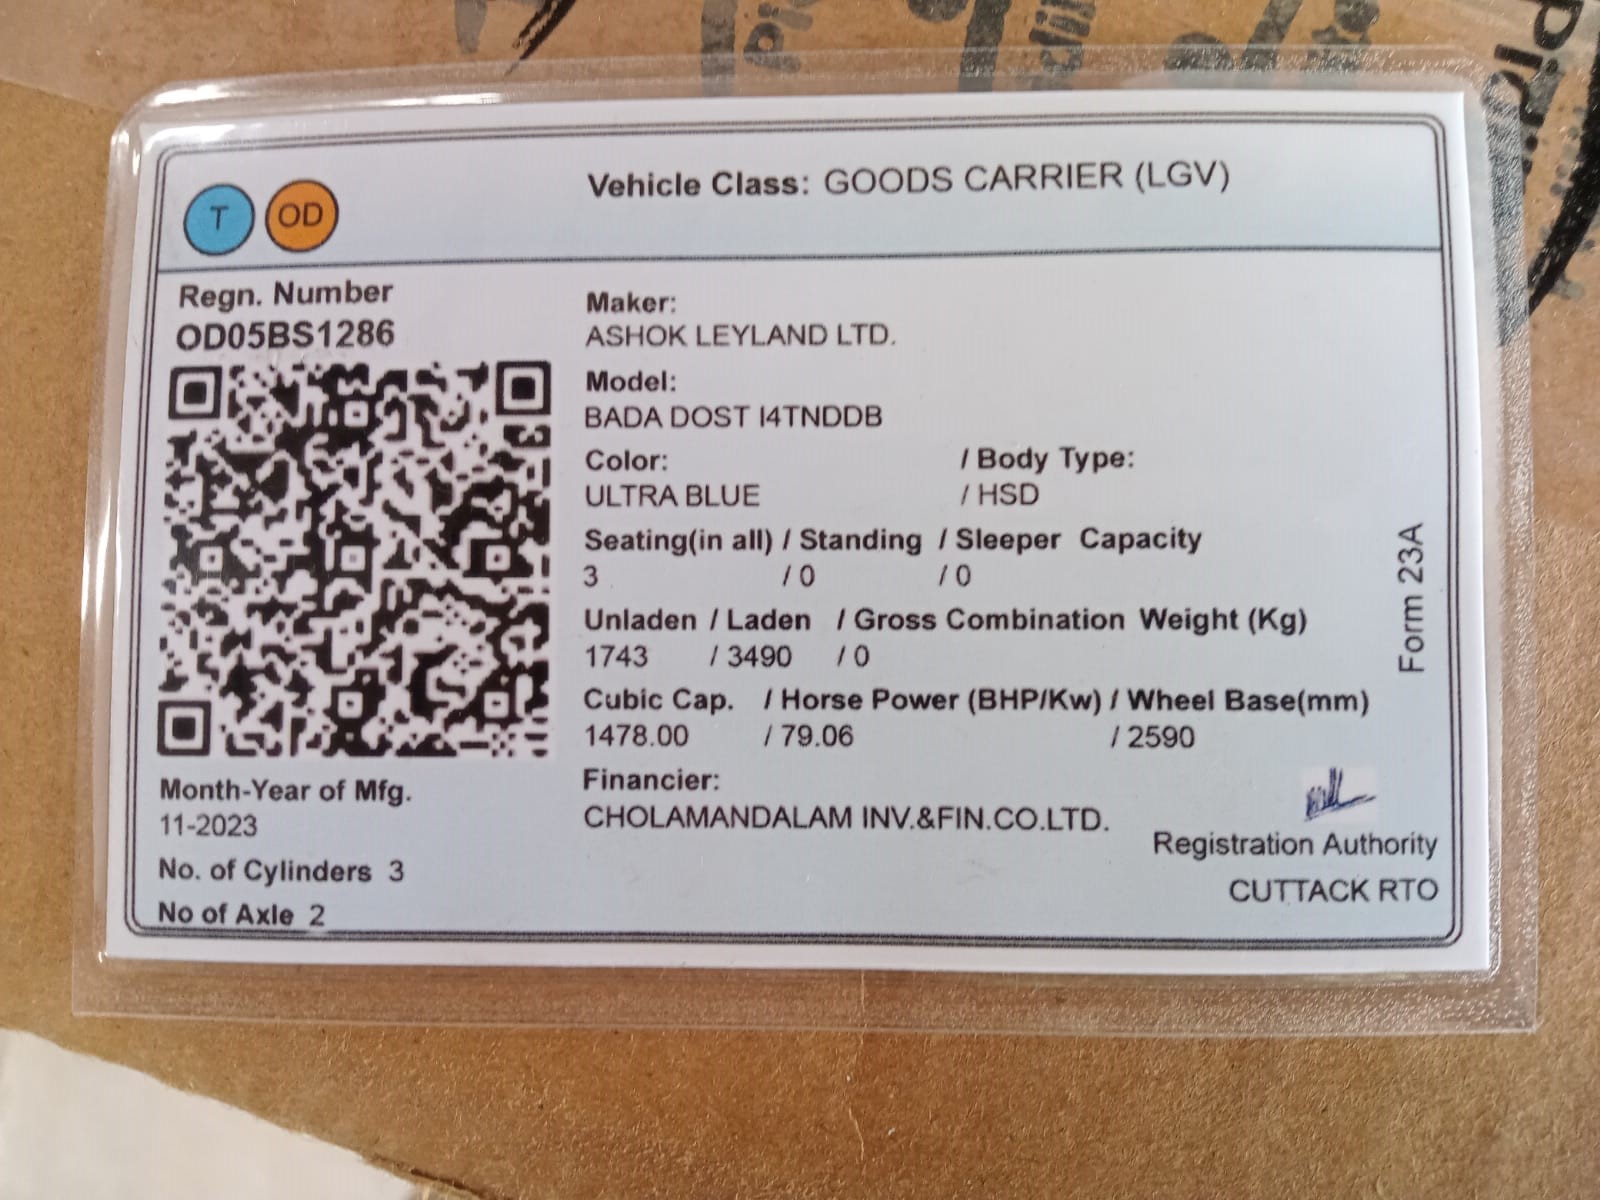 Vehicle Class: GOODS CARRIER (LGV)
T OD
Regn. Number
OD05BS1286
Maker:
ASHOK LEYLAND LTD.
Model:
BADA DOST I4TNDDB
Color: / Body Type:
ULTRA BLUE / HSD
Seating(in all) / Standing / Sleeper Capacity
3 / 0 / 0
Unladen / Laden / Gross Combination Weight (Kg)
1743 / 3490 / 0
Cubic Cap. / Horse Power (BHP/Kw) / Wheel Base(mm)
1478.00 / 79.06 / 2590
Financier:
CHOLAMANDALAM INV.&FIN.CO.LTD.
Month-Year of Mfg.
11-2023
No. of Cylinders 3
No of Axle 2
Registration Authority
CUTTACK RTO
Form 23A